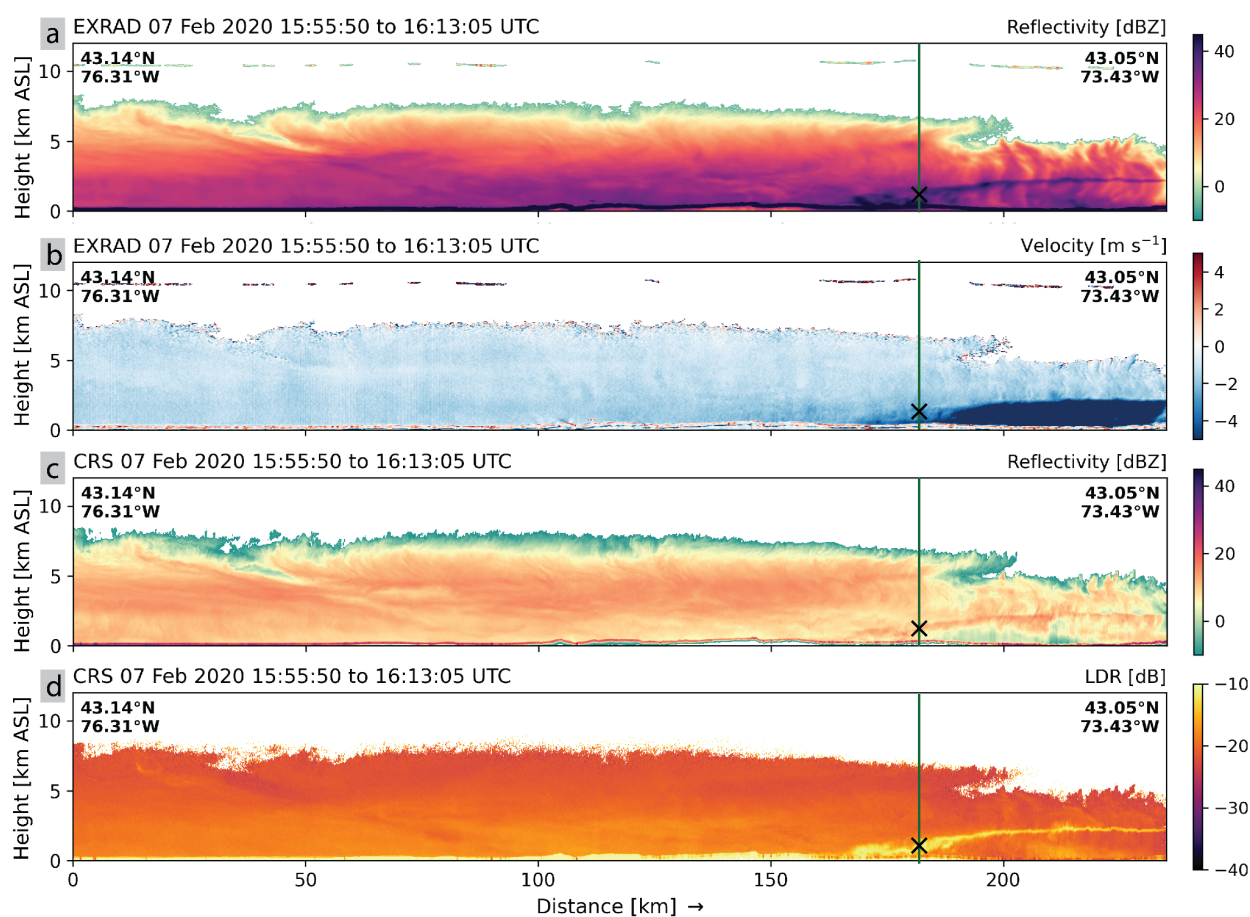 a EXRAD 07 Feb 2020 15:55:50 to 16:13:05 UTC Reflectivity [dBZ]
43.14°N 43.05°N
76.31°W 73.43°W
Height [km ASL]
10
5
0
40
20
0
b EXRAD 07 Feb 2020 15:55:50 to 16:13:05 UTC Velocity [m s⁻¹]
43.14°N 43.05°N
76.31°W 73.43°W
Height [km ASL]
10
5
0
4
2
0
−2
−4
c CRS 07 Feb 2020 15:55:50 to 16:13:05 UTC Reflectivity [dBZ]
43.14°N 43.05°N
76.31°W 73.43°W
Height [km ASL]
10
5
0
40
20
0
d CRS 07 Feb 2020 15:55:50 to 16:13:05 UTC LDR [dB]
43.14°N 43.05°N
76.31°W 73.43°W
Height [km ASL]
10
5
0
−10
−20
−30
−40
0 50 100 150 200
Distance [km] →